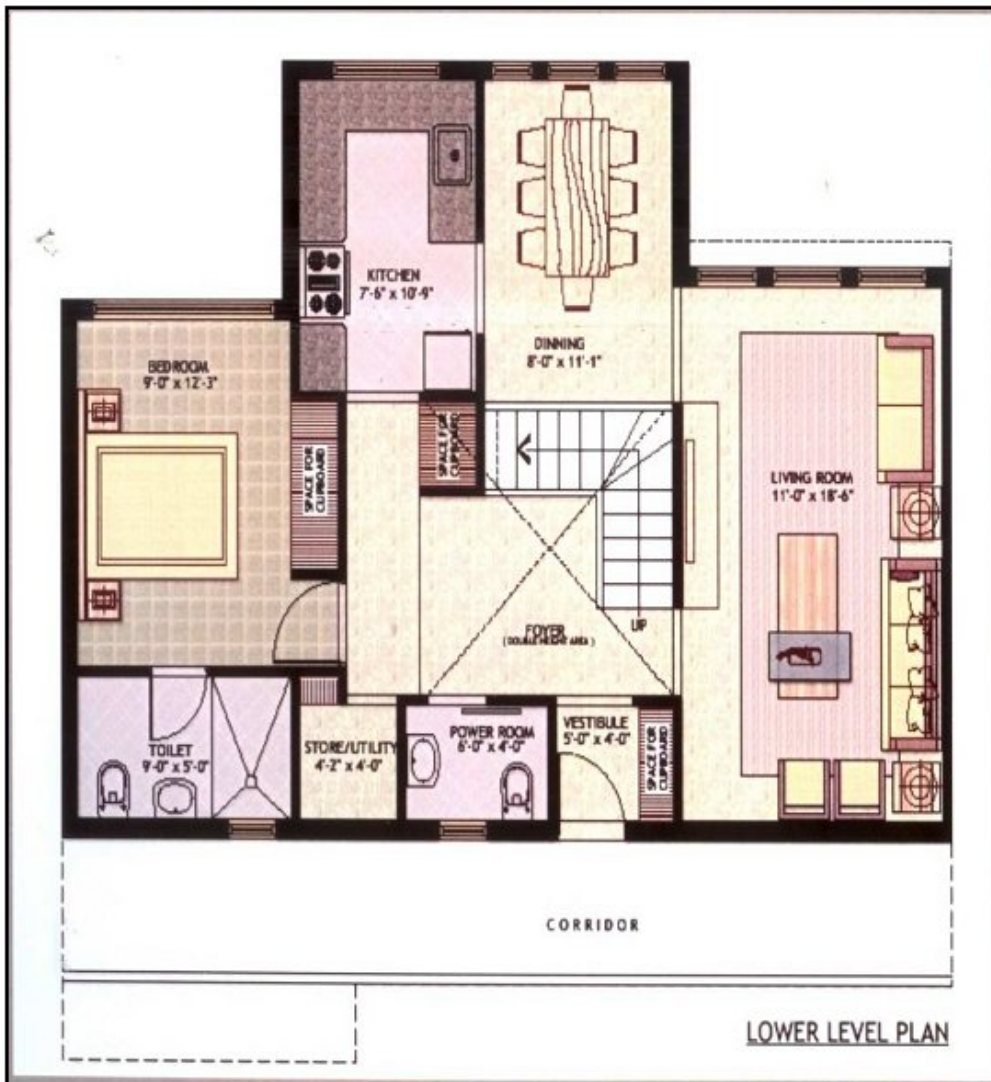 KITCHEN
7'-6" x 10'-9"
DINNING
8'-0" x 11'-1"
BEDROOM
9'-0" x 12'-3"
SPACE FOR
CUPBOARD
SPACE FOR
CUPBOARD
LIVING ROOM
11'-0" x 18'-6"
FOYER
( DOUBLE HEIGHT AREA )
UP
TOILET
9'-0" x 5'-0"
STORE/UTILITY
4'-2" x 4'-0"
POWER ROOM
6'-0" x 4'-0"
VESTIBULE
5'-0" x 4'-0"
SPACE FOR
CUPBOARD
CORRIDOR
LOWER LEVEL PLAN